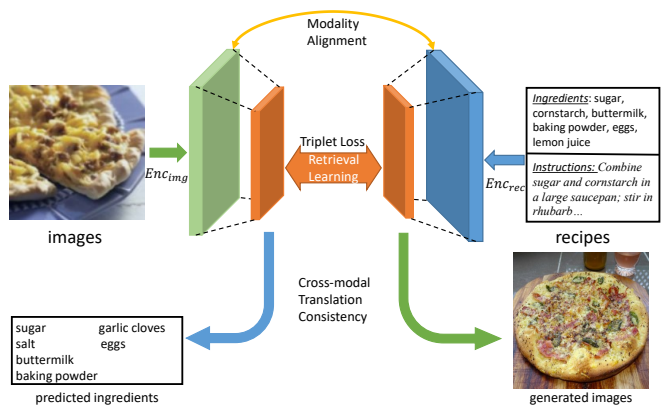 Modality
Alignment
Ingredients: sugar,
cornstarch, buttermilk,
baking powder, eggs,
lemon juice
Triplet Loss
Retrieval
Learning
Enc_img
Enc_rec
Instructions: Combine
sugar and cornstarch in
a large saucepan; stir in
rhubarb…
images
recipes
Cross-modal
Translation
Consistency
sugar garlic cloves
salt eggs
buttermilk
baking powder
predicted ingredients
generated images